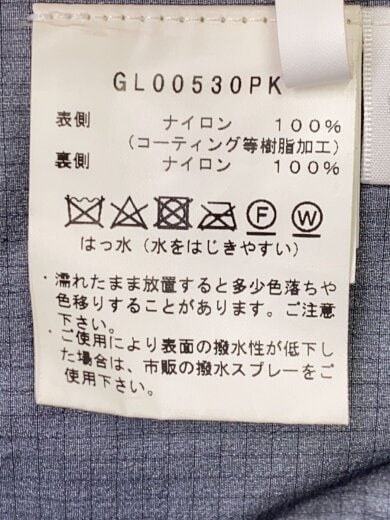 GL00530PK
表側 ナイロン 100%
(コーティング等樹脂加工)
裏側 ナイロン 100%
F W
はっ水（水をはじきやすい）
・濡れたまま放置すると多少色落ちや
色移りすることがあります。ご注意
下さい。
・ご使用により表面の撥水性が低下し
た場合は、市販の撥水スプレーをご
使用下さい。